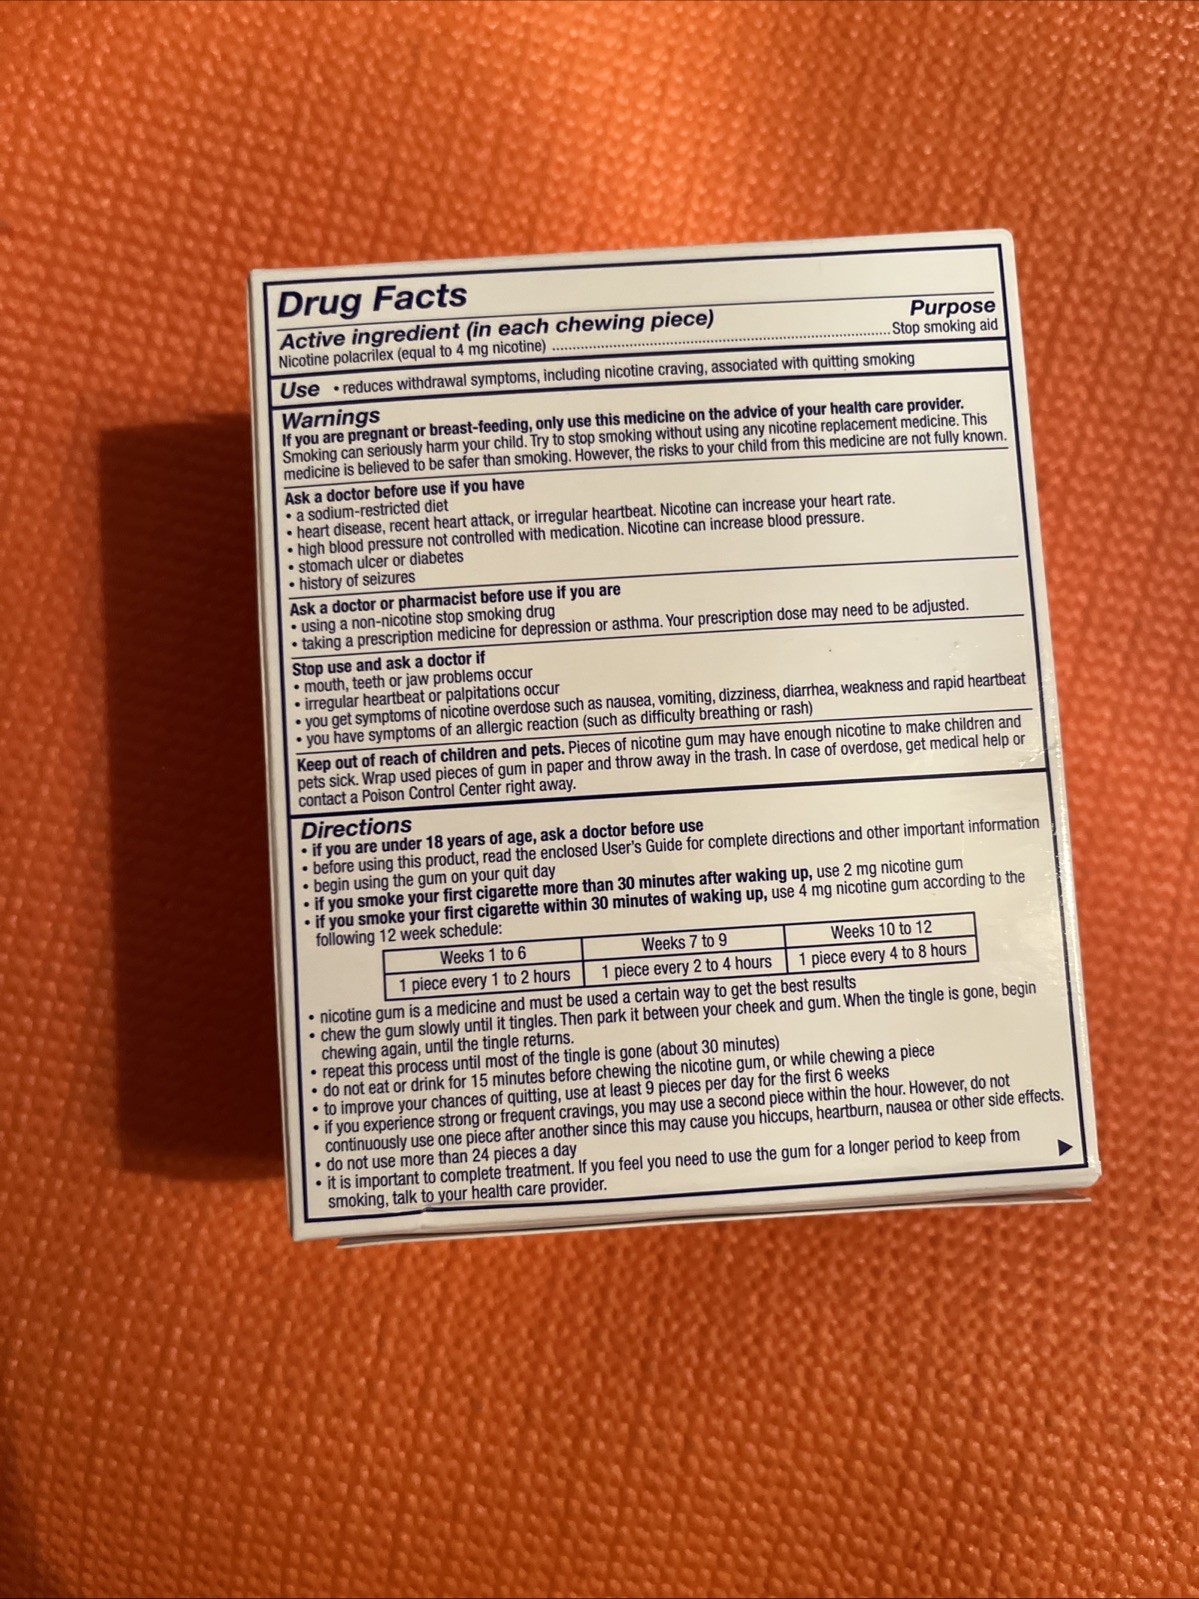 Drug Facts
Active ingredient (in each chewing piece) Purpose
Nicotine polacrilex (equal to 4 mg nicotine) ........................................................ Stop smoking aid
Use • reduces withdrawal symptoms, including nicotine craving, associated with quitting smoking
Warnings
If you are pregnant or breast-feeding, only use this medicine on the advice of your health care provider.
Smoking can seriously harm your child. Try to stop smoking without using any nicotine replacement medicine. This
medicine is believed to be safer than smoking. However, the risks to your child from this medicine are not fully known.
Ask a doctor before use if you have
• a sodium-restricted diet
• heart disease, recent heart attack, or irregular heartbeat. Nicotine can increase your heart rate.
• high blood pressure not controlled with medication. Nicotine can increase blood pressure.
• stomach ulcer or diabetes
• history of seizures
Ask a doctor or pharmacist before use if you are
• using a non-nicotine stop smoking drug
• taking a prescription medicine for depression or asthma. Your prescription dose may need to be adjusted.
Stop use and ask a doctor if
• mouth, teeth or jaw problems occur
• irregular heartbeat or palpitations occur
• you get symptoms of nicotine overdose such as nausea, vomiting, dizziness, diarrhea, weakness and rapid heartbeat
• you have symptoms of an allergic reaction (such as difficulty breathing or rash)
Keep out of reach of children and pets. Pieces of nicotine gum may have enough nicotine to make children and
pets sick. Wrap used pieces of gum in paper and throw away in the trash. In case of overdose, get medical help or
contact a Poison Control Center right away.
Directions
• if you are under 18 years of age, ask a doctor before use
• before using this product, read the enclosed User's Guide for complete directions and other important information
• begin using the gum on your quit day
• if you smoke your first cigarette more than 30 minutes after waking up, use 2 mg nicotine gum
• if you smoke your first cigarette within 30 minutes of waking up, use 4 mg nicotine gum according to the
following 12 week schedule:
Weeks 1 to 6 Weeks 7 to 9 Weeks 10 to 12
1 piece every 1 to 2 hours 1 piece every 2 to 4 hours 1 piece every 4 to 8 hours
• nicotine gum is a medicine and must be used a certain way to get the best results
• chew the gum slowly until it tingles. Then park it between your cheek and gum. When the tingle is gone, begin
chewing again, until the tingle returns.
• repeat this process until most of the tingle is gone (about 30 minutes)
• do not eat or drink for 15 minutes before chewing the nicotine gum, or while chewing a piece
• to improve your chances of quitting, use at least 9 pieces per day for the first 6 weeks
• if you experience strong or frequent cravings, you may use a second piece within the hour. However, do not
continuously use one piece after another since this may cause you hiccups, heartburn, nausea or other side effects.
• do not use more than 24 pieces a day
• it is important to complete treatment. If you feel you need to use the gum for a longer period to keep from
smoking, talk to your health care provider.